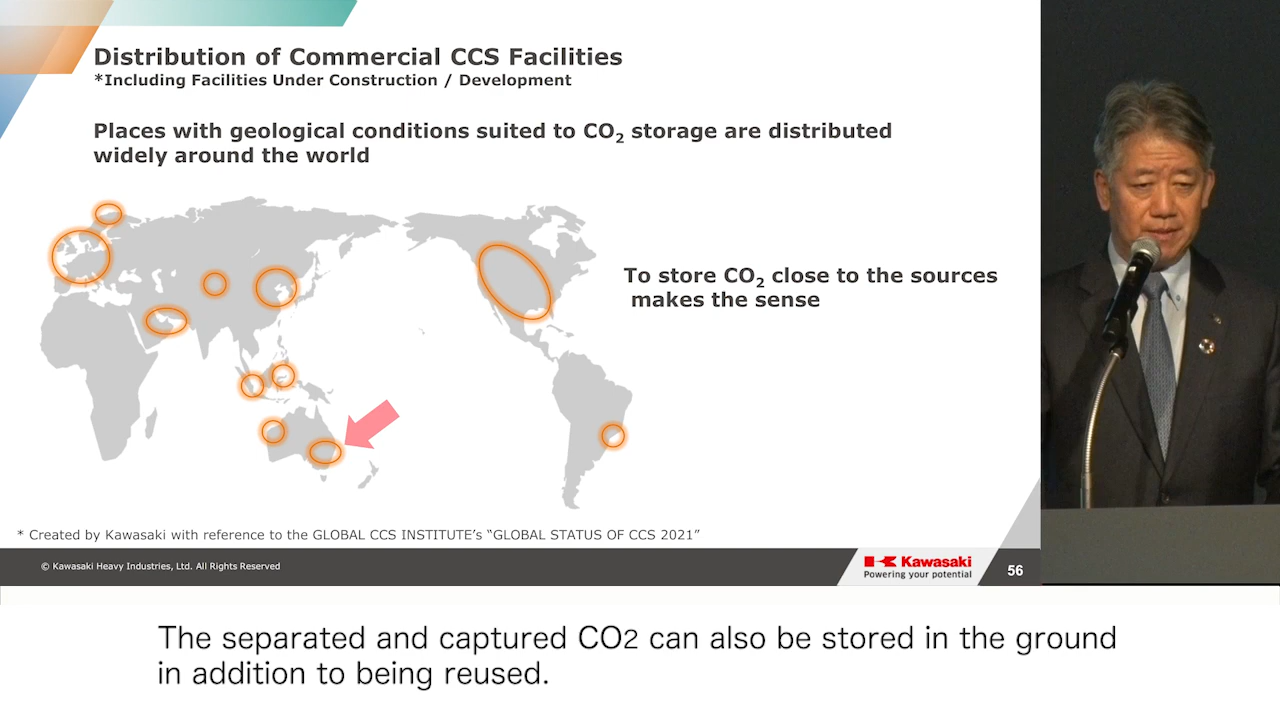 Distribution of Commercial CCS Facilities
*Including Facilities Under Construction / Development
Places with geological conditions suited to CO₂ storage are distributed
widely around the world
To store CO₂ close to the sources
makes the sense
* Created by Kawasaki with reference to the GLOBAL CCS INSTITUTE's “GLOBAL STATUS OF CCS 2021”
© Kawasaki Heavy Industries, Ltd. All Rights Reserved
Kawasaki
Powering your potential
56
The separated and captured CO2 can also be stored in the ground
in addition to being reused.